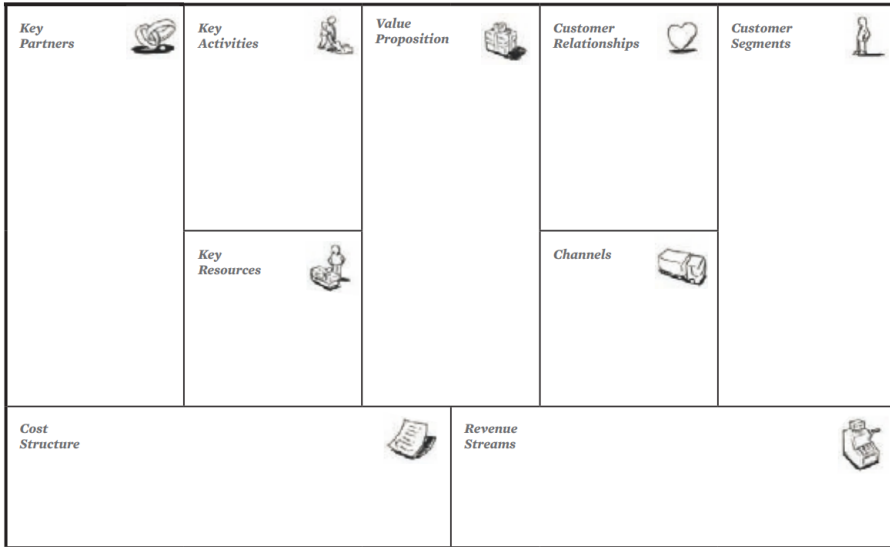 Key
Partners
Key
Activities
Value
Proposition
Customer
Relationships
Customer
Segments
Key
Resources
Channels
Cost
Structure
Revenue
Streams